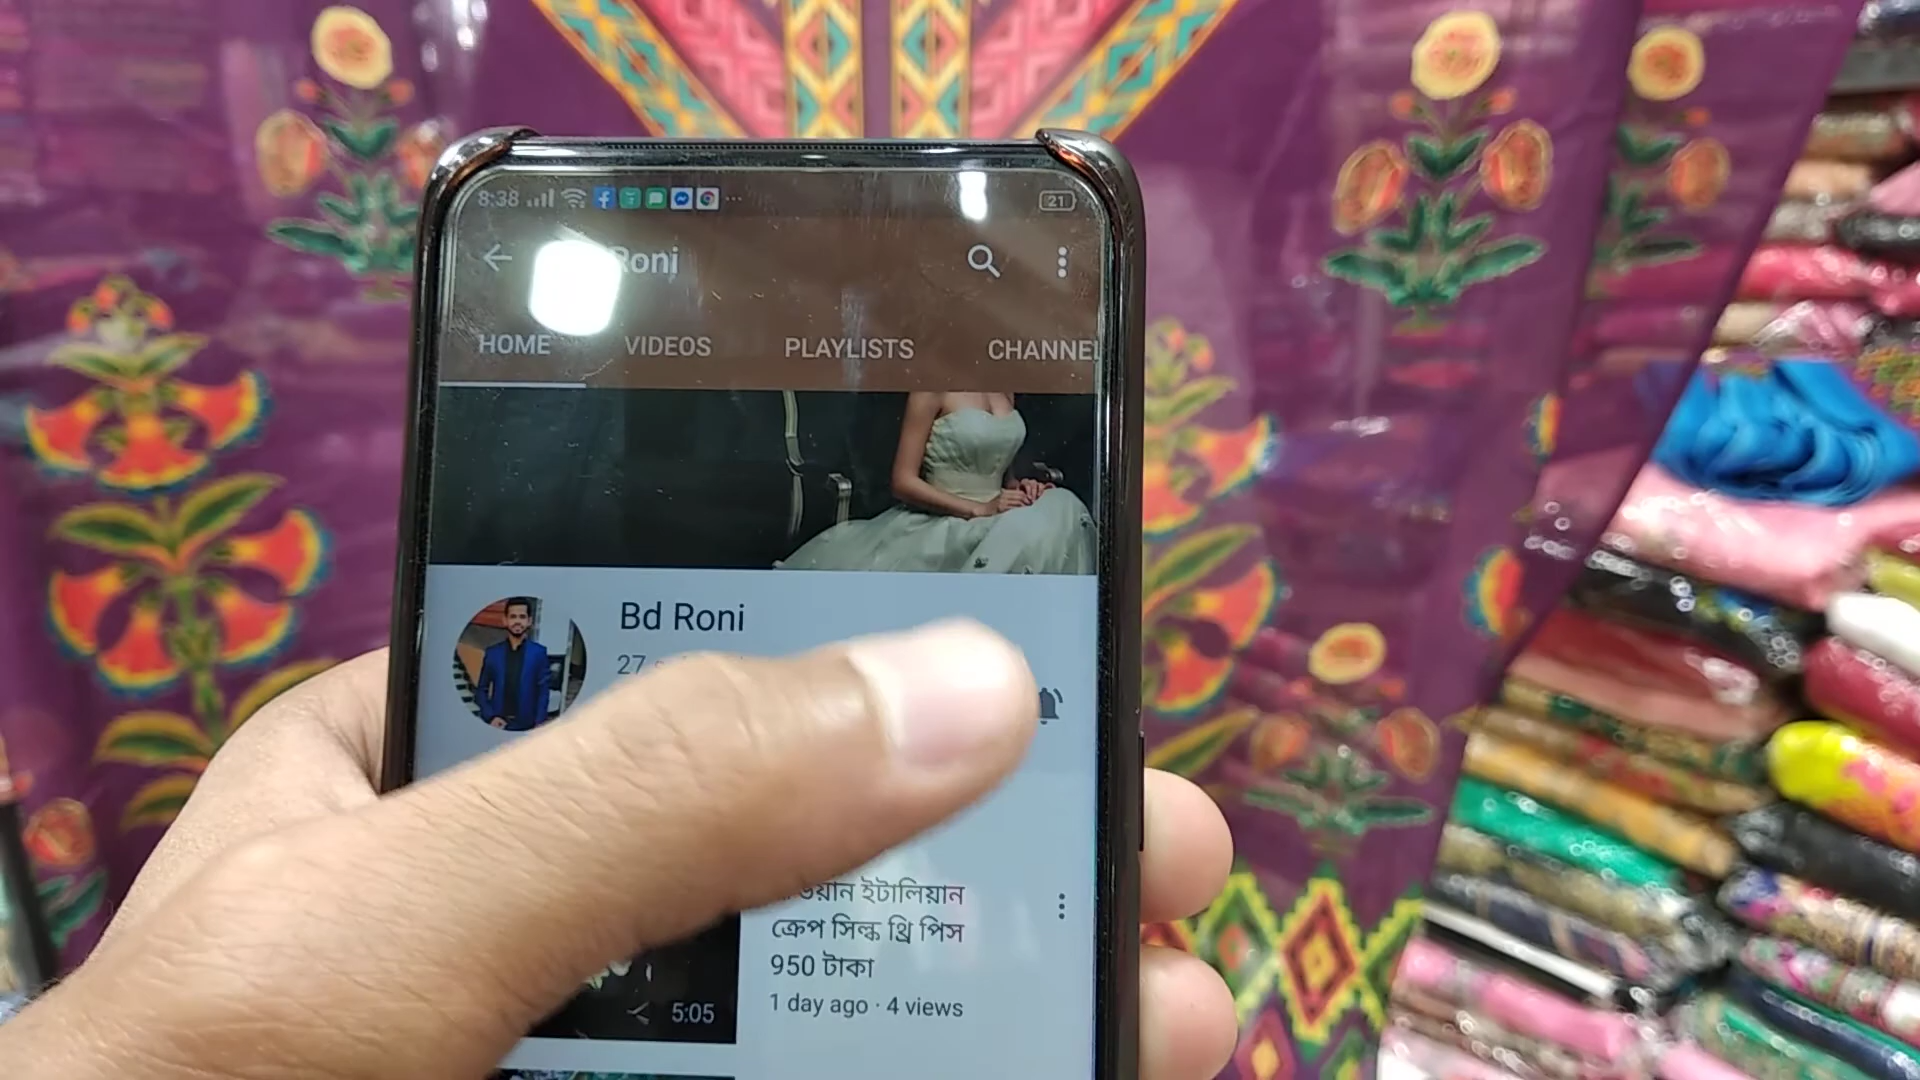 8:38
21
Roni
HOME VIDEOS PLAYLISTS CHANNEL
Bd Roni
27
ইটালিয়ান
ক্রেপ সিল্ক থ্রি পিস
950 টাকা
1 day ago · 4 views
5:05